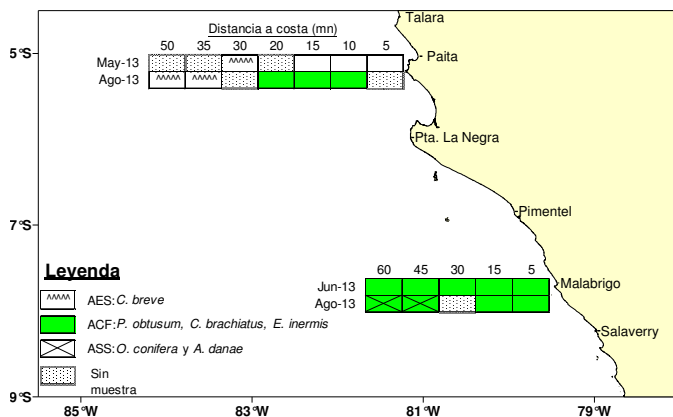 Talara
Distancia a costa (mn)
5°S
50 35 30 20 15 10 5
May-13 ^^^^^
Paita
Ago-13 ^^^^^ ^^^^^
Pta. La Negra
7°S
Pimentel
Leyenda
60 45 30 15 5
^^^^^ AES: C. breve
Jun-13
Malabrigo
Ago-13
ACF: P. obtusum, C. brachiatus, E. inermis
Salaverry
ASS: O. conifera y A. danae
Sin
muestra
9°S
85°W 83°W 81°W 79°W